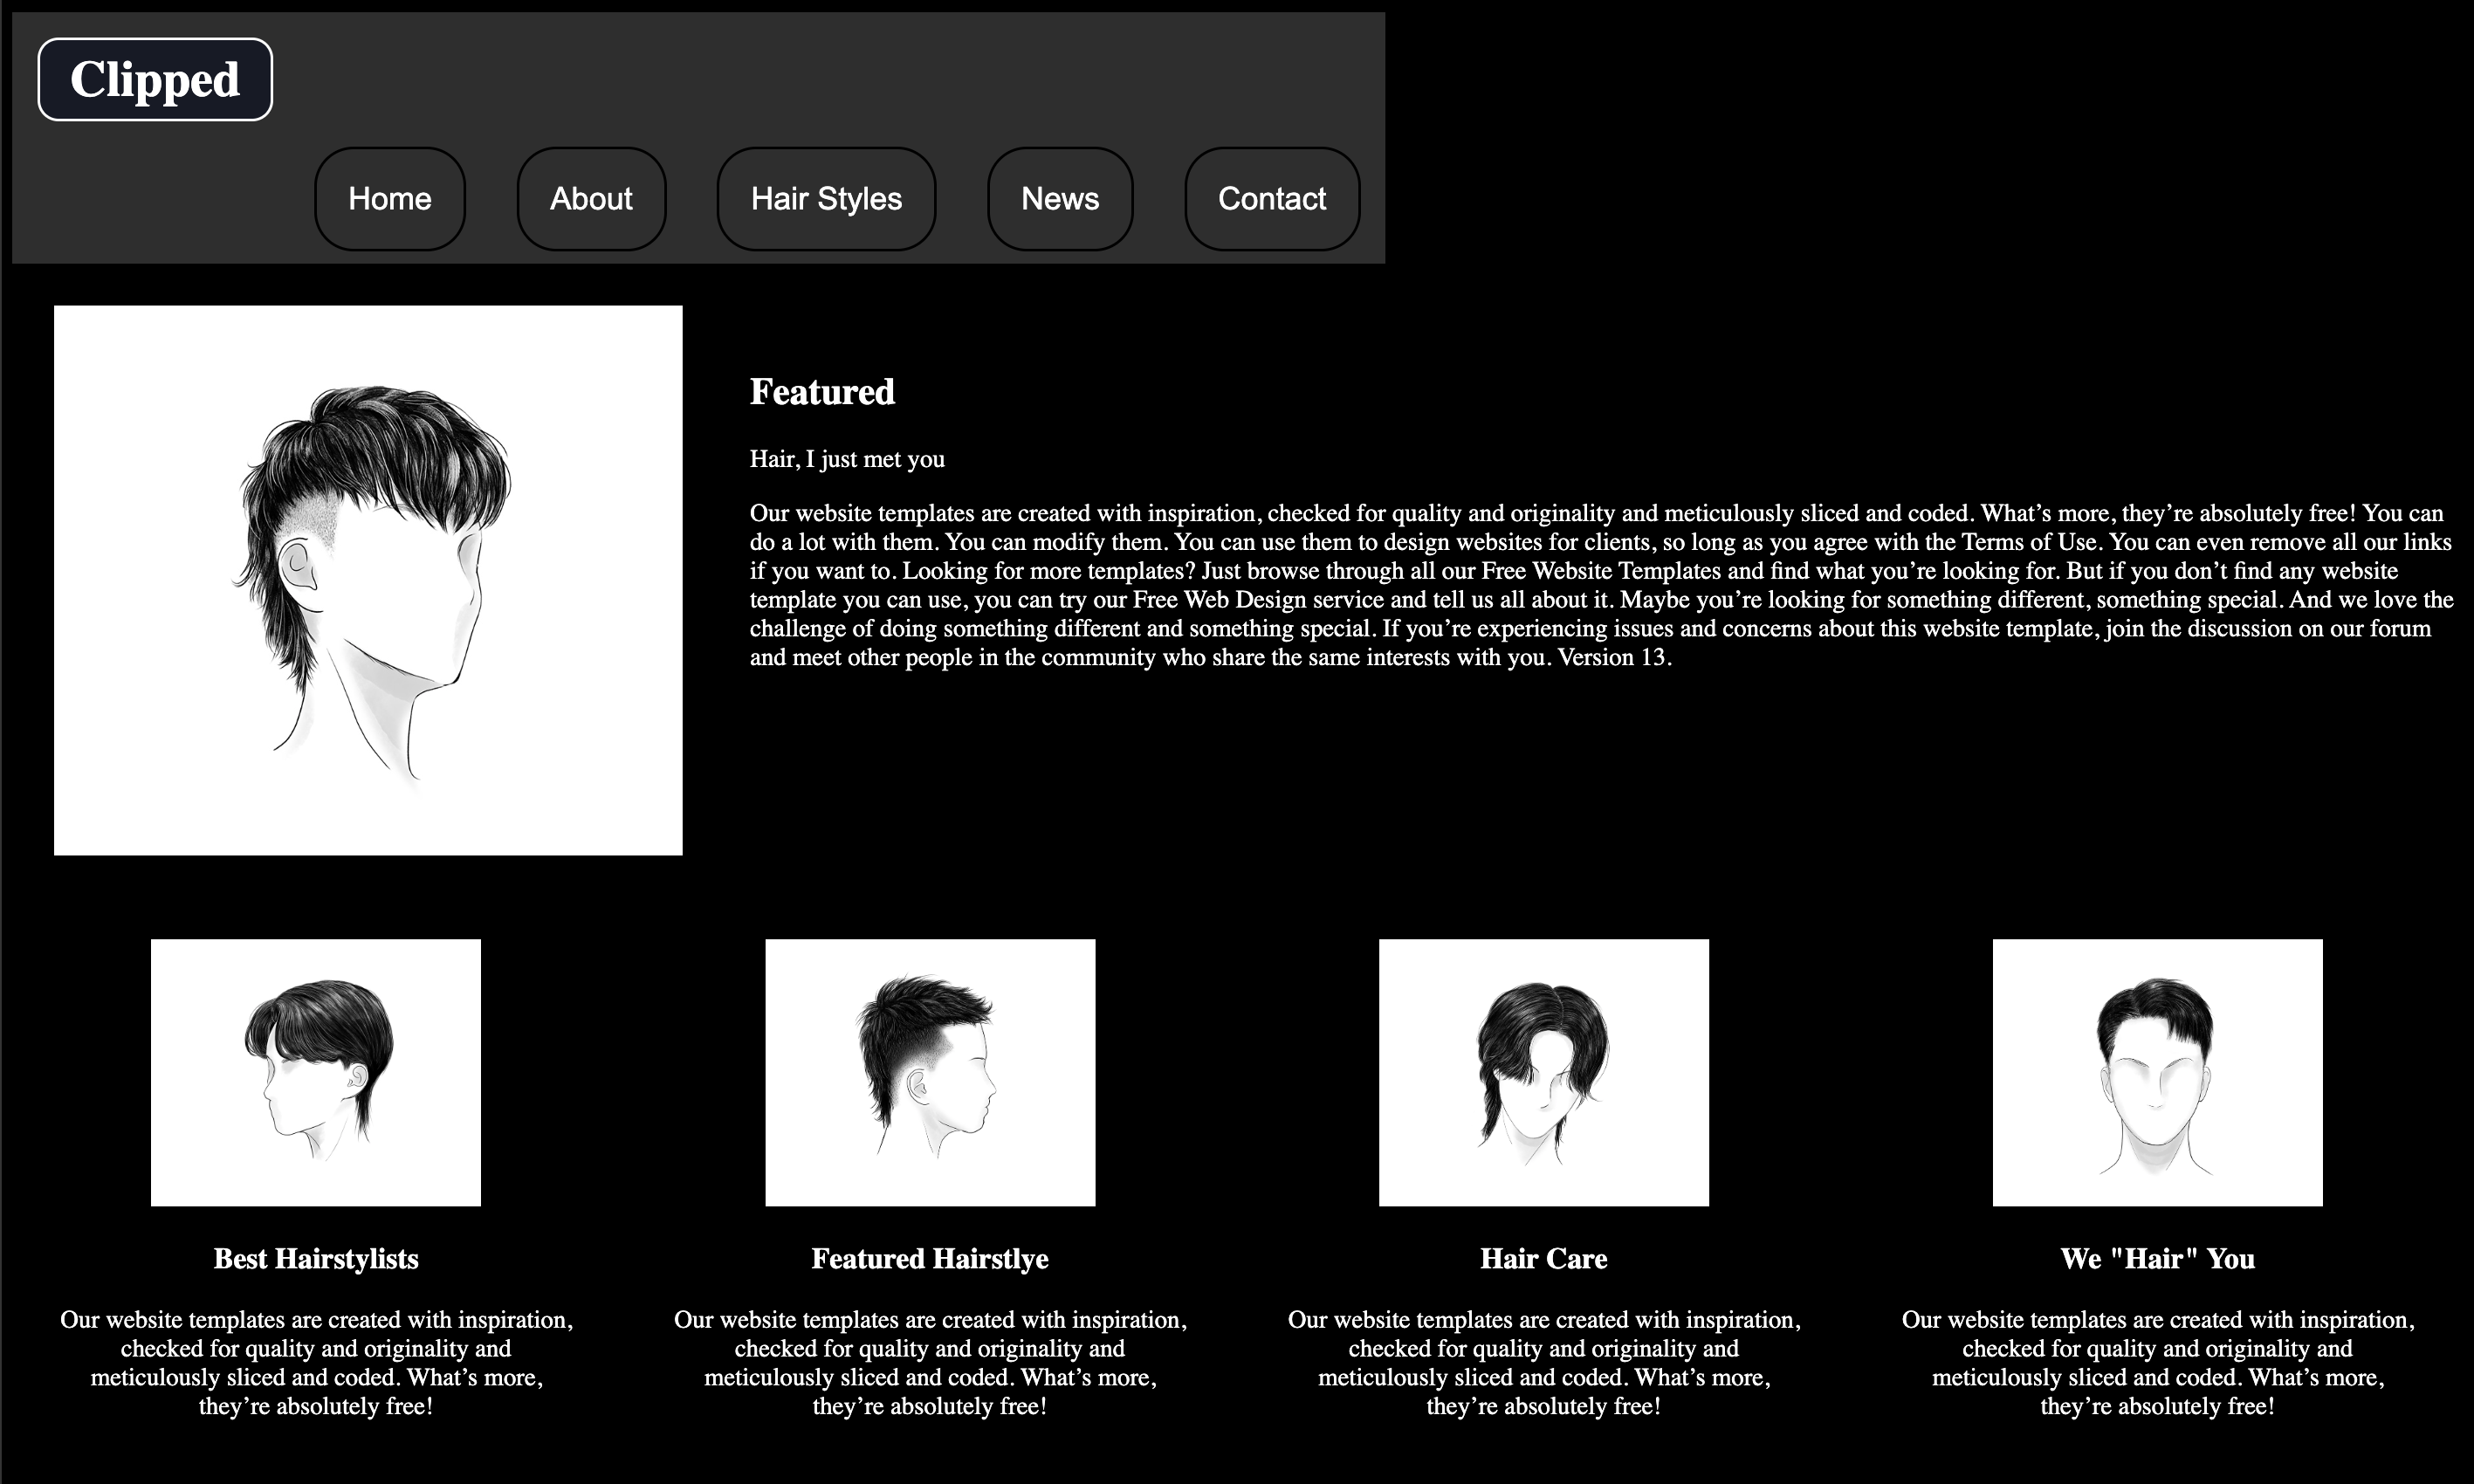 Clipped
Home
About
Hair Styles
News
Contact
Featured
Hair, I just met you
Our website templates are created with inspiration, checked for quality and originality and meticulously sliced and coded. What’s more, they’re absolutely free! You can
do a lot with them. You can modify them. You can use them to design websites for clients, so long as you agree with the Terms of Use. You can even remove all our links
if you want to. Looking for more templates? Just browse through all our Free Website Templates and find what you’re looking for. But if you don’t find any website
template you can use, you can try our Free Web Design service and tell us all about it. Maybe you’re looking for something different, something special. And we love the
challenge of doing something different and something special. If you’re experiencing issues and concerns about this website template, join the discussion on our forum
and meet other people in the community who share the same interests with you. Version 13.
Best Hairstylists
Our website templates are created with inspiration,
checked for quality and originality and
meticulously sliced and coded. What’s more,
they’re absolutely free!
Featured Hairstlye
Our website templates are created with inspiration,
checked for quality and originality and
meticulously sliced and coded. What’s more,
they’re absolutely free!
Hair Care
Our website templates are created with inspiration,
checked for quality and originality and
meticulously sliced and coded. What’s more,
they’re absolutely free!
We "Hair" You
Our website templates are created with inspiration,
checked for quality and originality and
meticulously sliced and coded. What’s more,
they’re absolutely free!